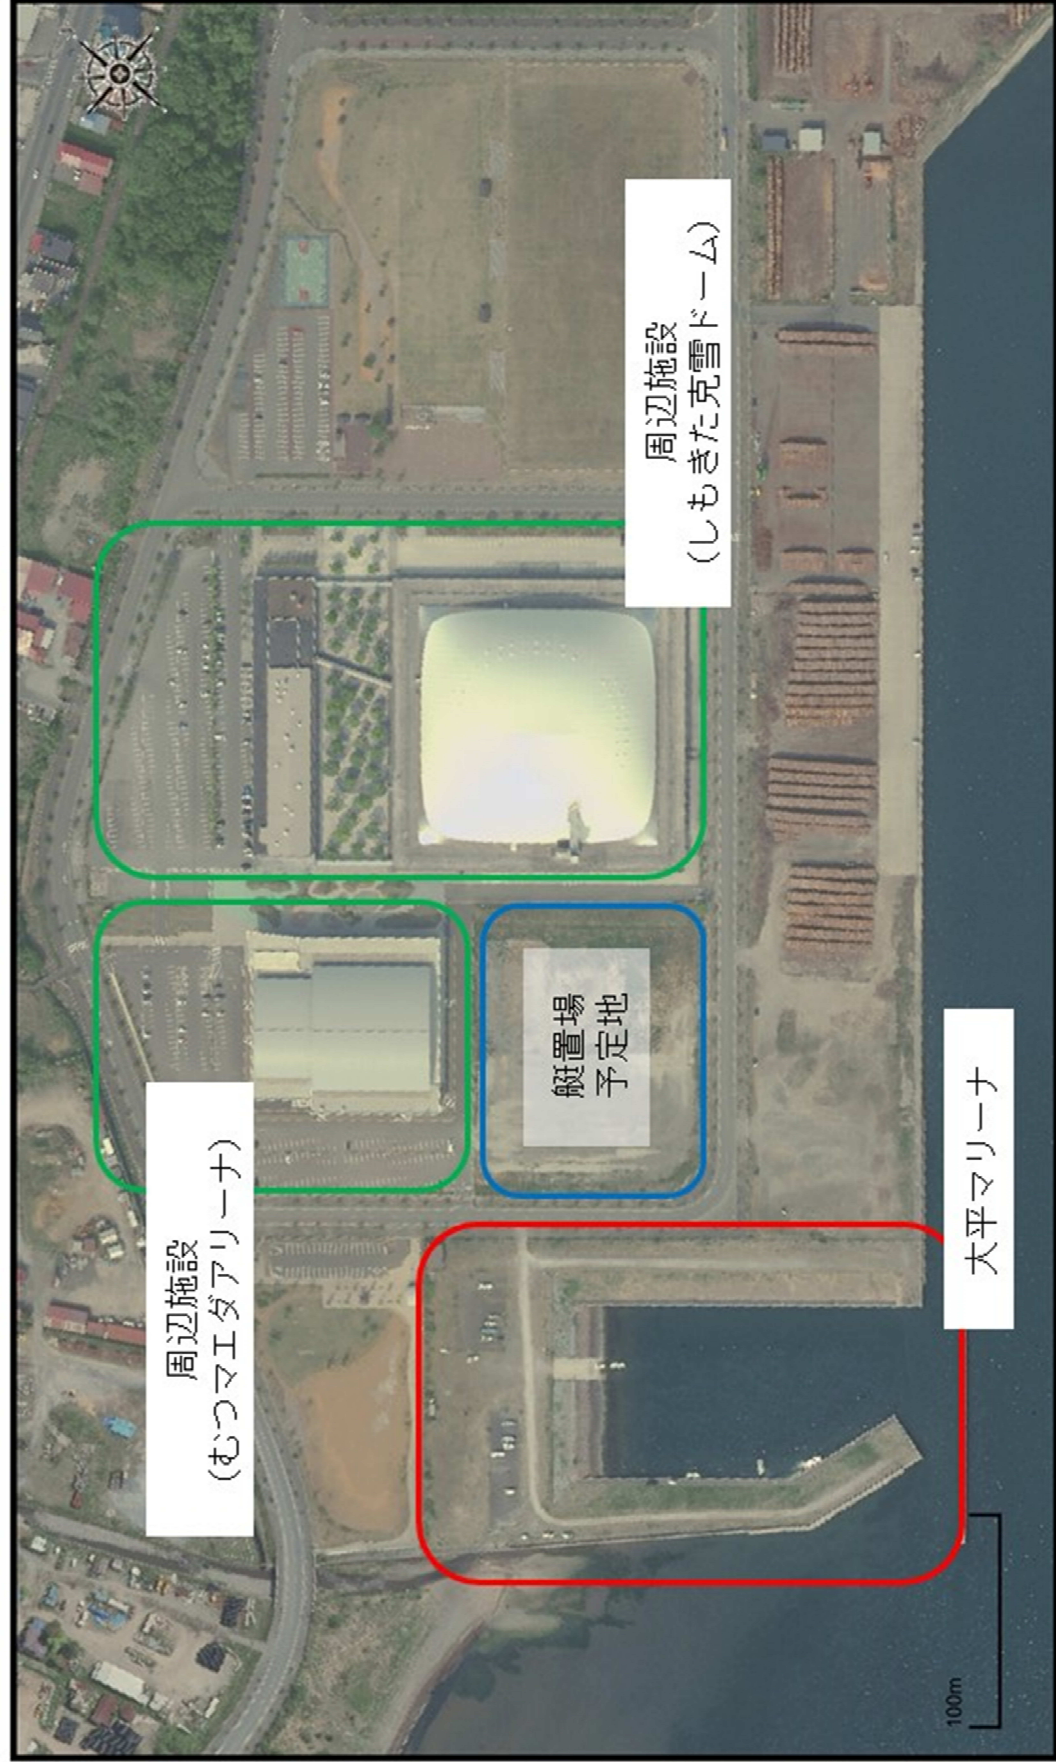 周辺施設
(むつマエダアリーナ)
周辺施設
(しもきた克雪ドーム)
艇置場
予定地
大平マリーナ
100m